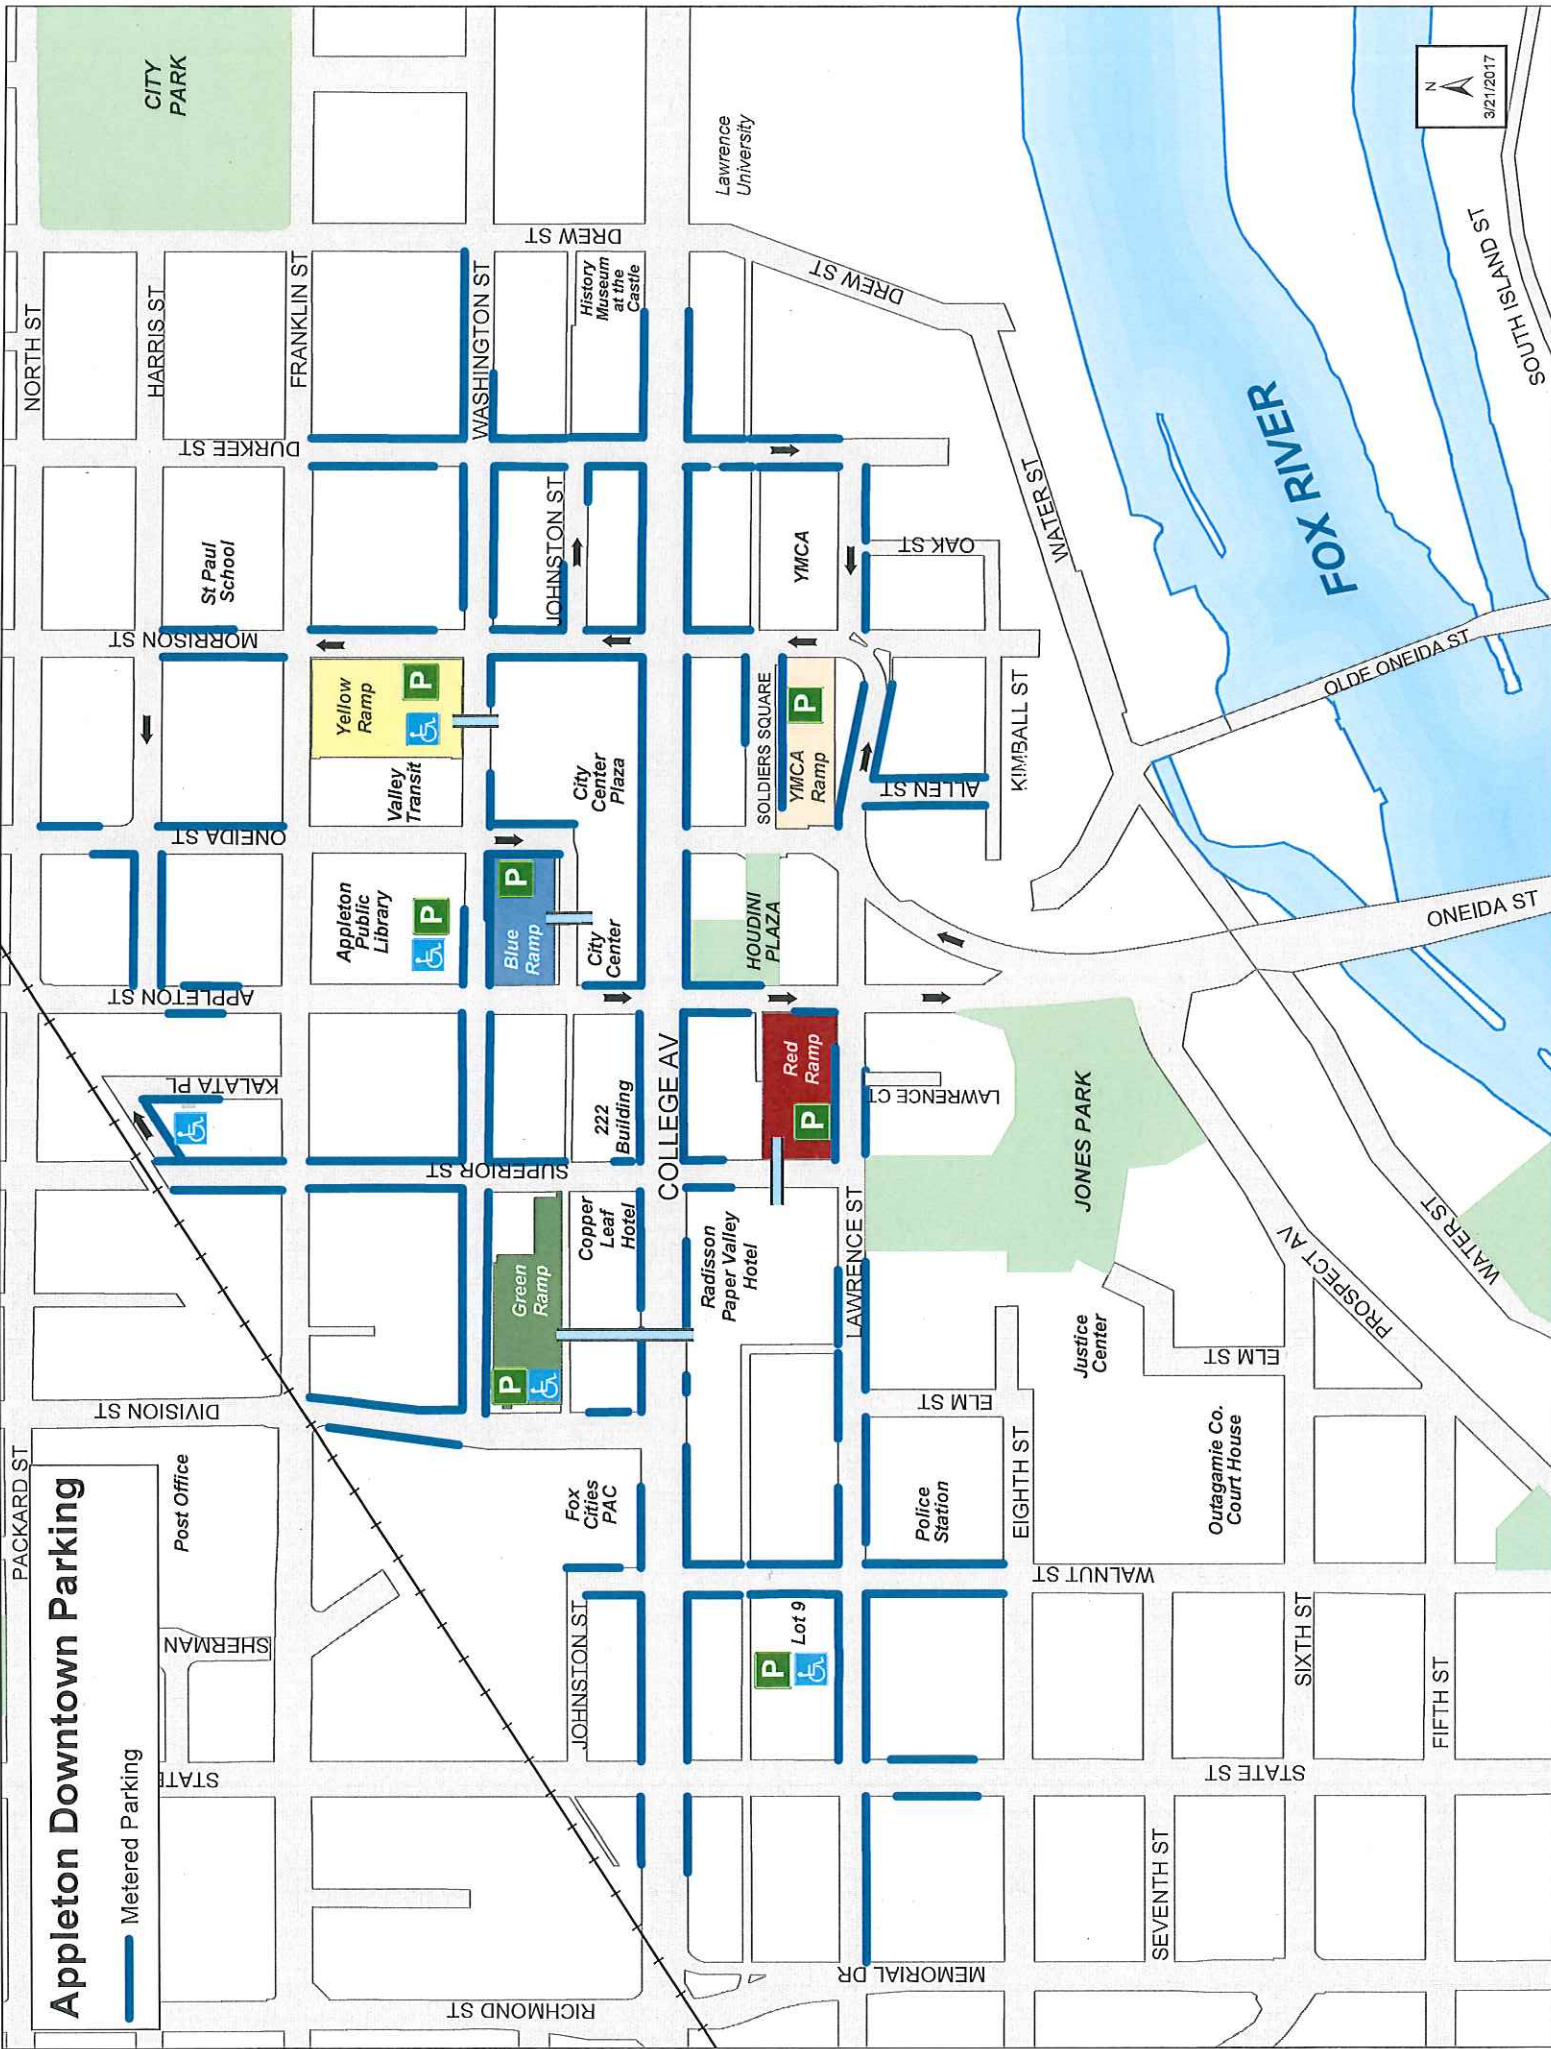 Appleton Downtown Parking
Metered Parking
PACKARD ST
NORTH ST
CITY
PARK
HARRIS ST
FRANKLIN ST
STATE
SHERMAN
Post Office
DIVISION ST
KALATA PL
APPLETON ST
ONEIDA ST
MORRISON ST
St Paul
School
DURKEE ST
Appleton
Public
Library
P
Valley
Transit
Yellow
Ramp
P
WASHINGTON ST
RICHMOND ST
JOHNSTON ST
Fox
Cities
PAC
P
Green
Ramp
Copper
Leaf
Hotel
SUPERIOR ST
222
Building
Blue
Ramp
P
City
Center
City
Center
Plaza
JOHNSTON ST
History
Museum
at the
Castle
DREW ST
COLLEGE AV
Lawrence
University
Lot 9
P
Radisson
Paper Valley
Hotel
Red
Ramp
P
HOUDINI
PLAZA
SOLDIERS SQUARE
YMCA
Ramp
P
YMCA
DREW ST
MEMORIAL DR
LAWRENCE ST
LAWRENCE CT
ALLEN ST
OAK ST
Police
Station
ELM ST
EIGHTH ST
KIMBALL ST
WATER ST
WALNUT ST
Justice
Center
JONES PARK
SEVENTH ST
STATE ST
Outagamie Co.
Court House
ELM ST
SIXTH ST
PROSPECT AV
FOX RIVER
OLDE ONEIDA ST
FIFTH ST
WATER ST
ONEIDA ST
SOUTH ISLAND ST
N
3/21/2017